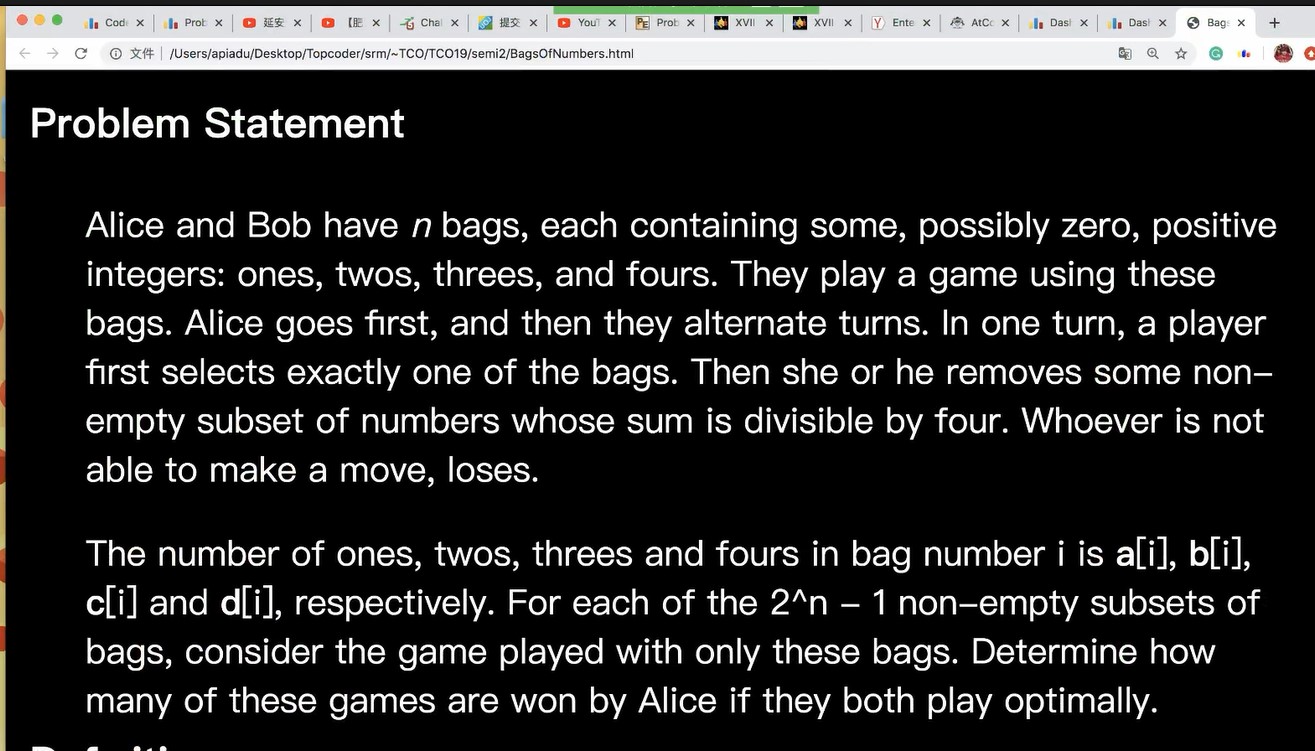 Code Prob 延安 【肥 Chal 提交 YouT Prob XVII XVII Ente AtCo Dash Dash Bags
文件 /Users/apiadu/Desktop/Topcoder/srm/~TCO/TCO19/semi2/BagsOfNumbers.html
Problem Statement
Alice and Bob have n bags, each containing some, possibly zero, positive
integers: ones, twos, threes, and fours. They play a game using these
bags. Alice goes first, and then they alternate turns. In one turn, a player
first selects exactly one of the bags. Then she or he removes some non–
empty subset of numbers whose sum is divisible by four. Whoever is not
able to make a move, loses.
The number of ones, twos, threes and fours in bag number i is a[i], b[i],
c[i] and d[i], respectively. For each of the 2^n – 1 non–empty subsets of
bags, consider the game played with only these bags. Determine how
many of these games are won by Alice if they both play optimally.